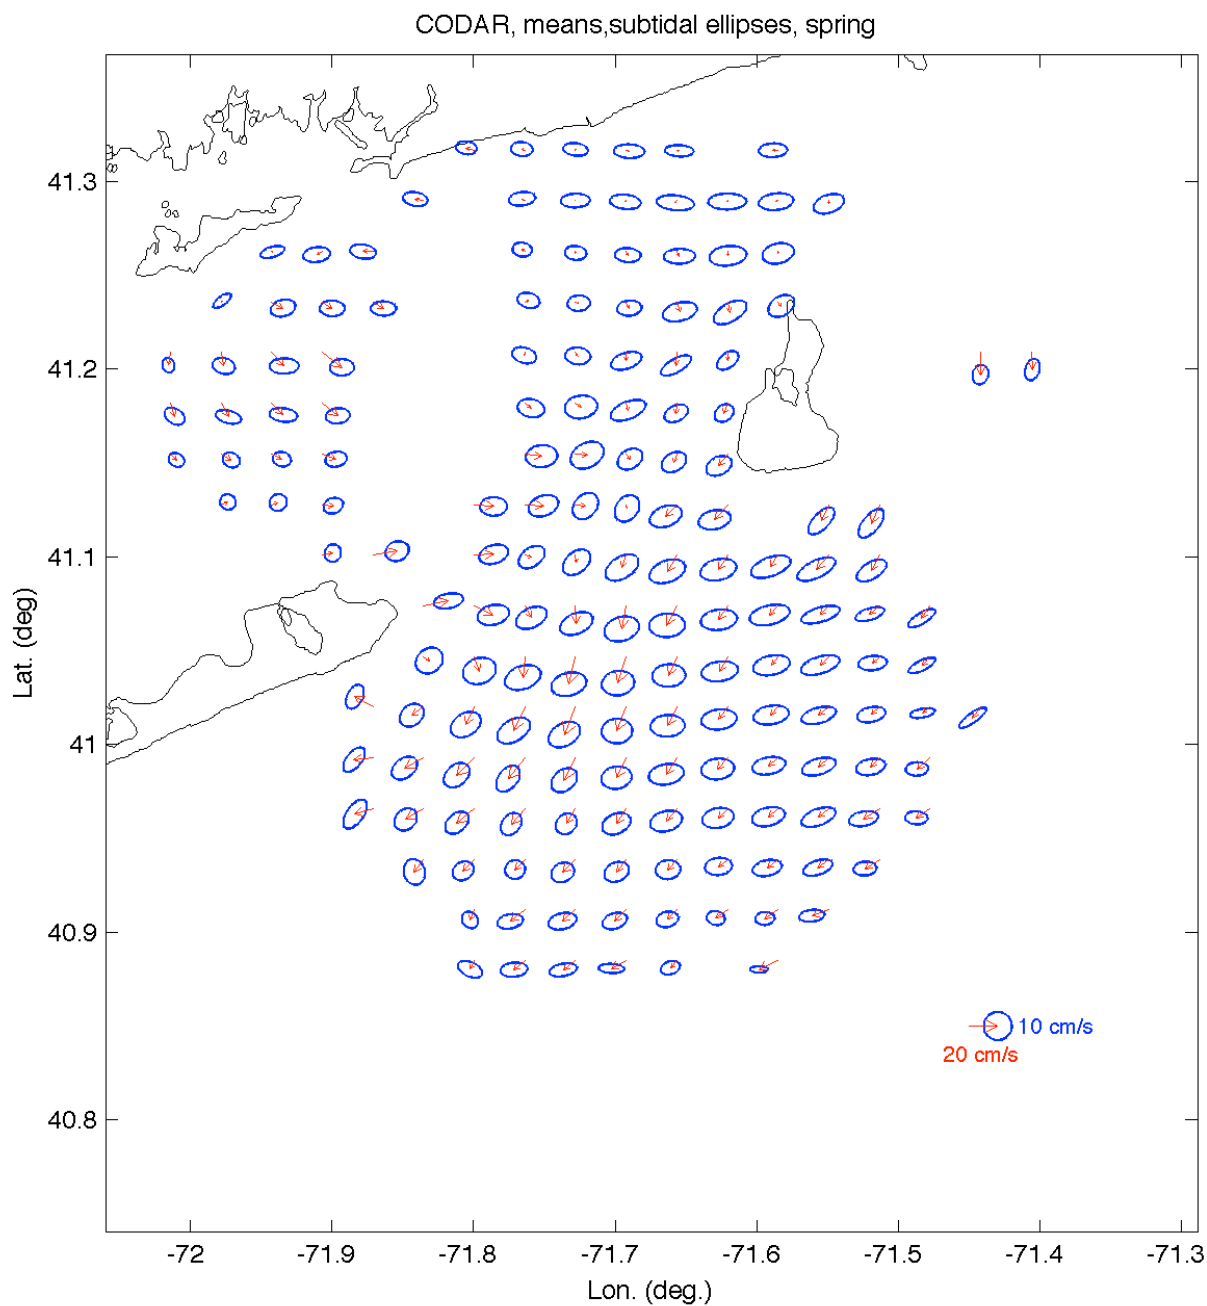 CODAR, means,subtidal ellipses, spring
41.3
41.2
41.1
41
40.9
40.8
Lat. (deg)
10 cm/s
20 cm/s
-72
-71.9
-71.8
-71.7
-71.6
-71.5
-71.4
-71.3
Lon. (deg.)